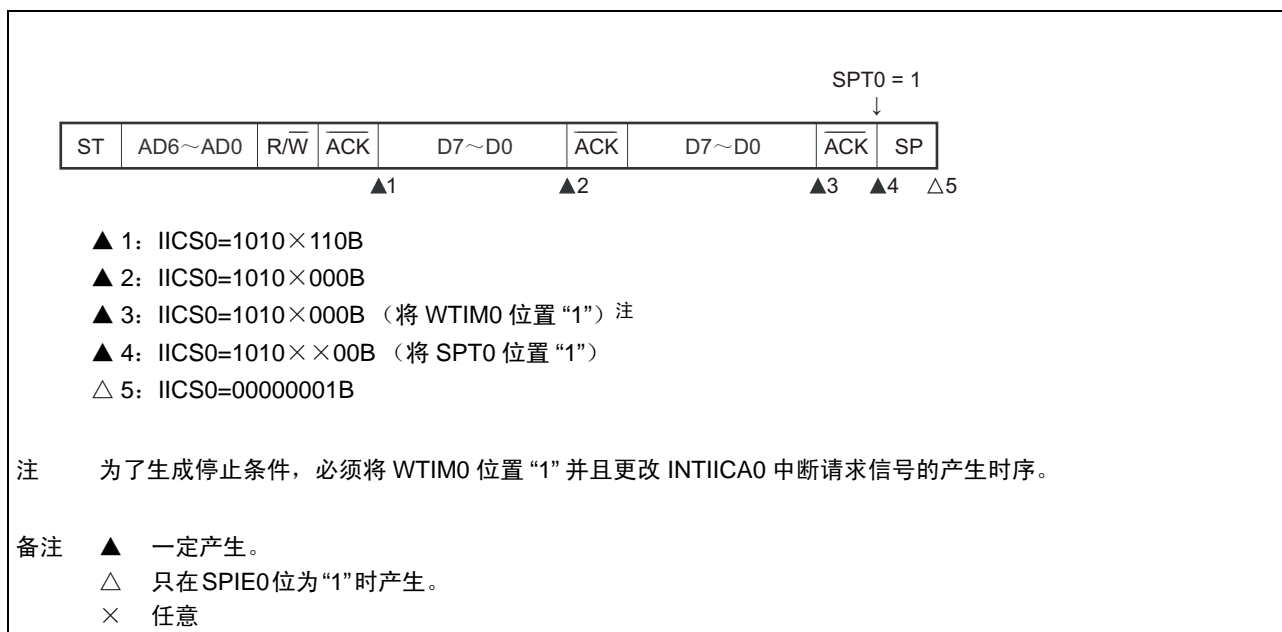 SPT0 = 1
↓
ST AD6～AD0 R/W̅ A̅C̅K̅ D7～D0 A̅C̅K̅ D7～D0 A̅C̅K̅ SP
▲1 ▲2 ▲3 ▲4 △5
▲ 1：IICS0=1010×110B
▲ 2：IICS0=1010×000B
▲ 3：IICS0=1010×000B （将 WTIM0 位置 “1”）注
▲ 4：IICS0=1010××00B （将 SPT0 位置 “1”）
△ 5：IICS0=00000001B
注 为了生成停止条件，必须将 WTIM0 位置 “1” 并且更改 INTIICA0 中断请求信号的产生时序。
备注 ▲ 一定产生。
△ 只在SPIE0位为“1”时产生。
× 任意